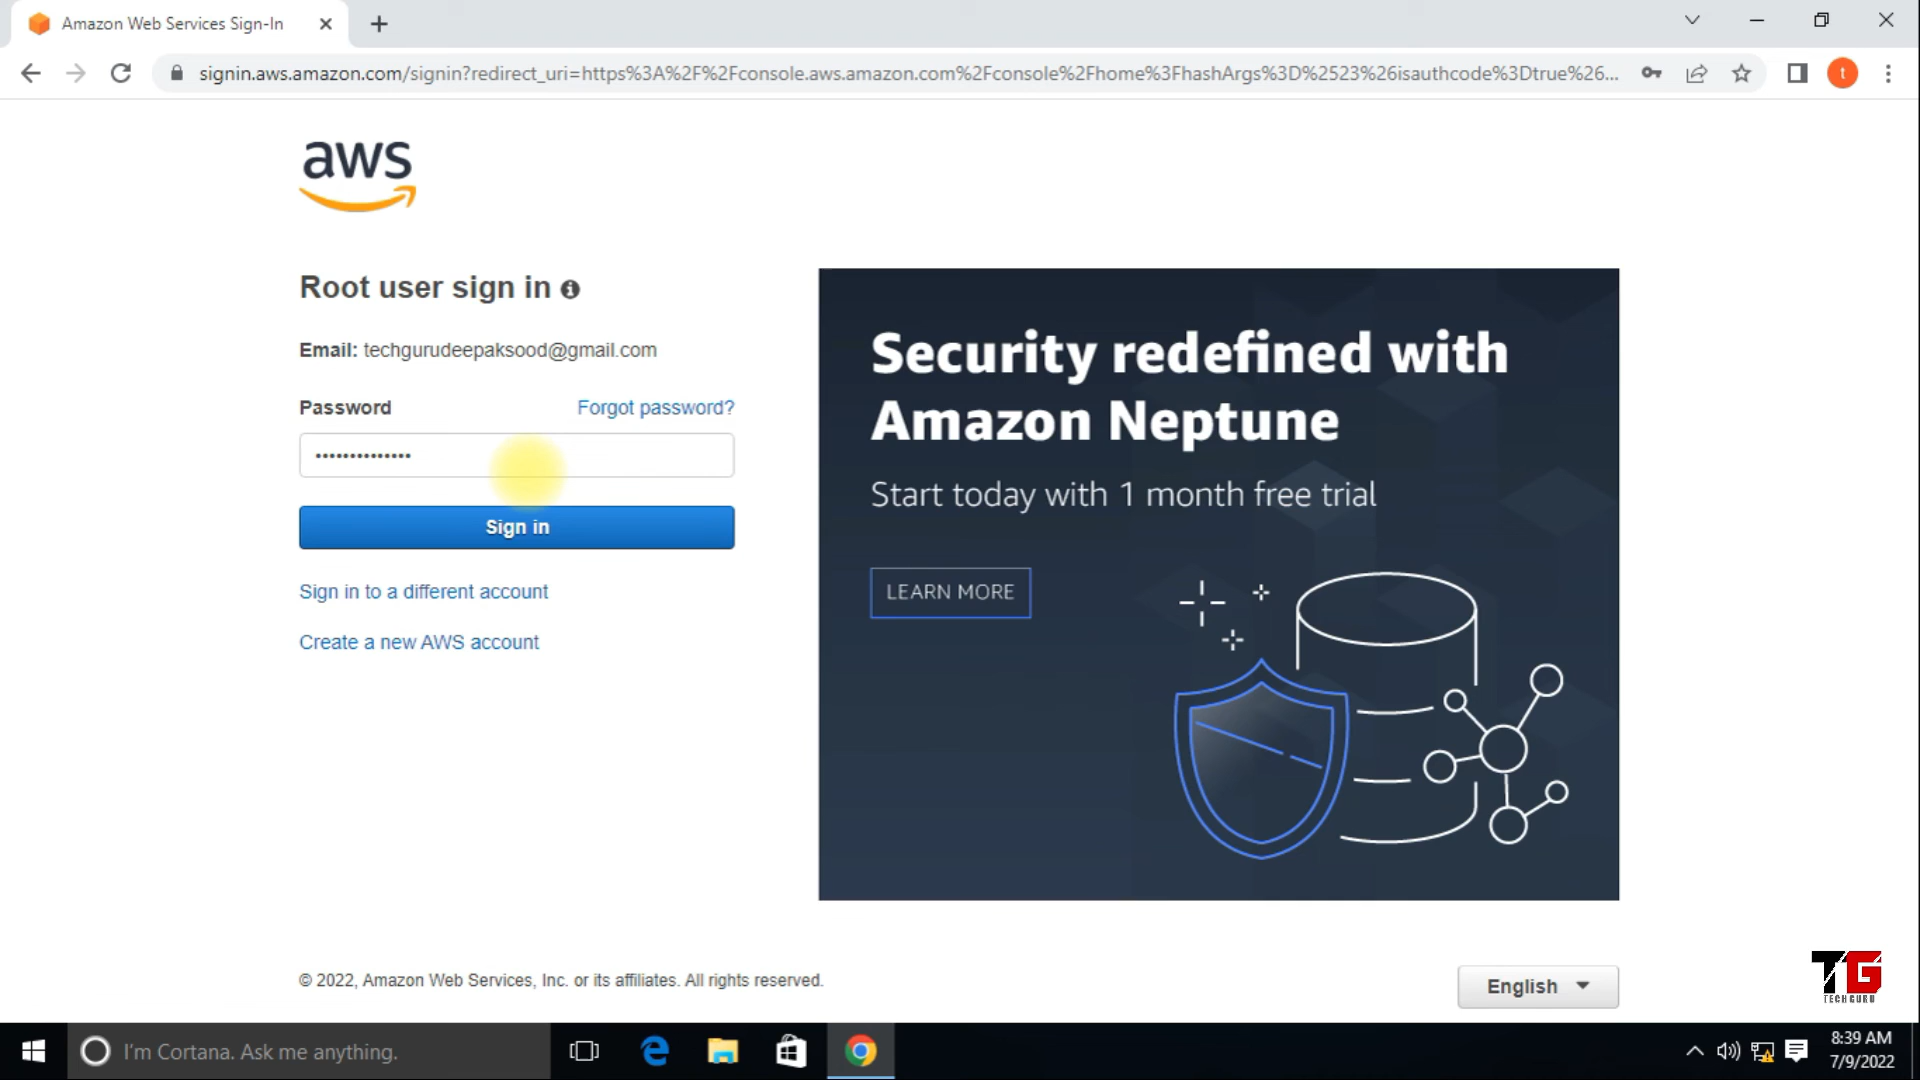 Amazon Web Services Sign-In
signin.aws.amazon.com/signin?redirect_uri=https%3A%2F%2Fconsole.aws.amazon.com%2Fconsole%2Fhome%3FhashArgs%3D%2523%26isauthcode%3Dtrue%26...
t
aws
Root user sign in
Email: techgurudeepaksood@gmail.com
Password
Forgot password?
••••••••••••••
Sign in
Sign in to a different account
Create a new AWS account
Security redefined with
Amazon Neptune
Start today with 1 month free trial
LEARN MORE
© 2022, Amazon Web Services, Inc. or its affiliates. All rights reserved.
English
TG
TECH GURU
I'm Cortana. Ask me anything.
8:39 AM
7/9/2022